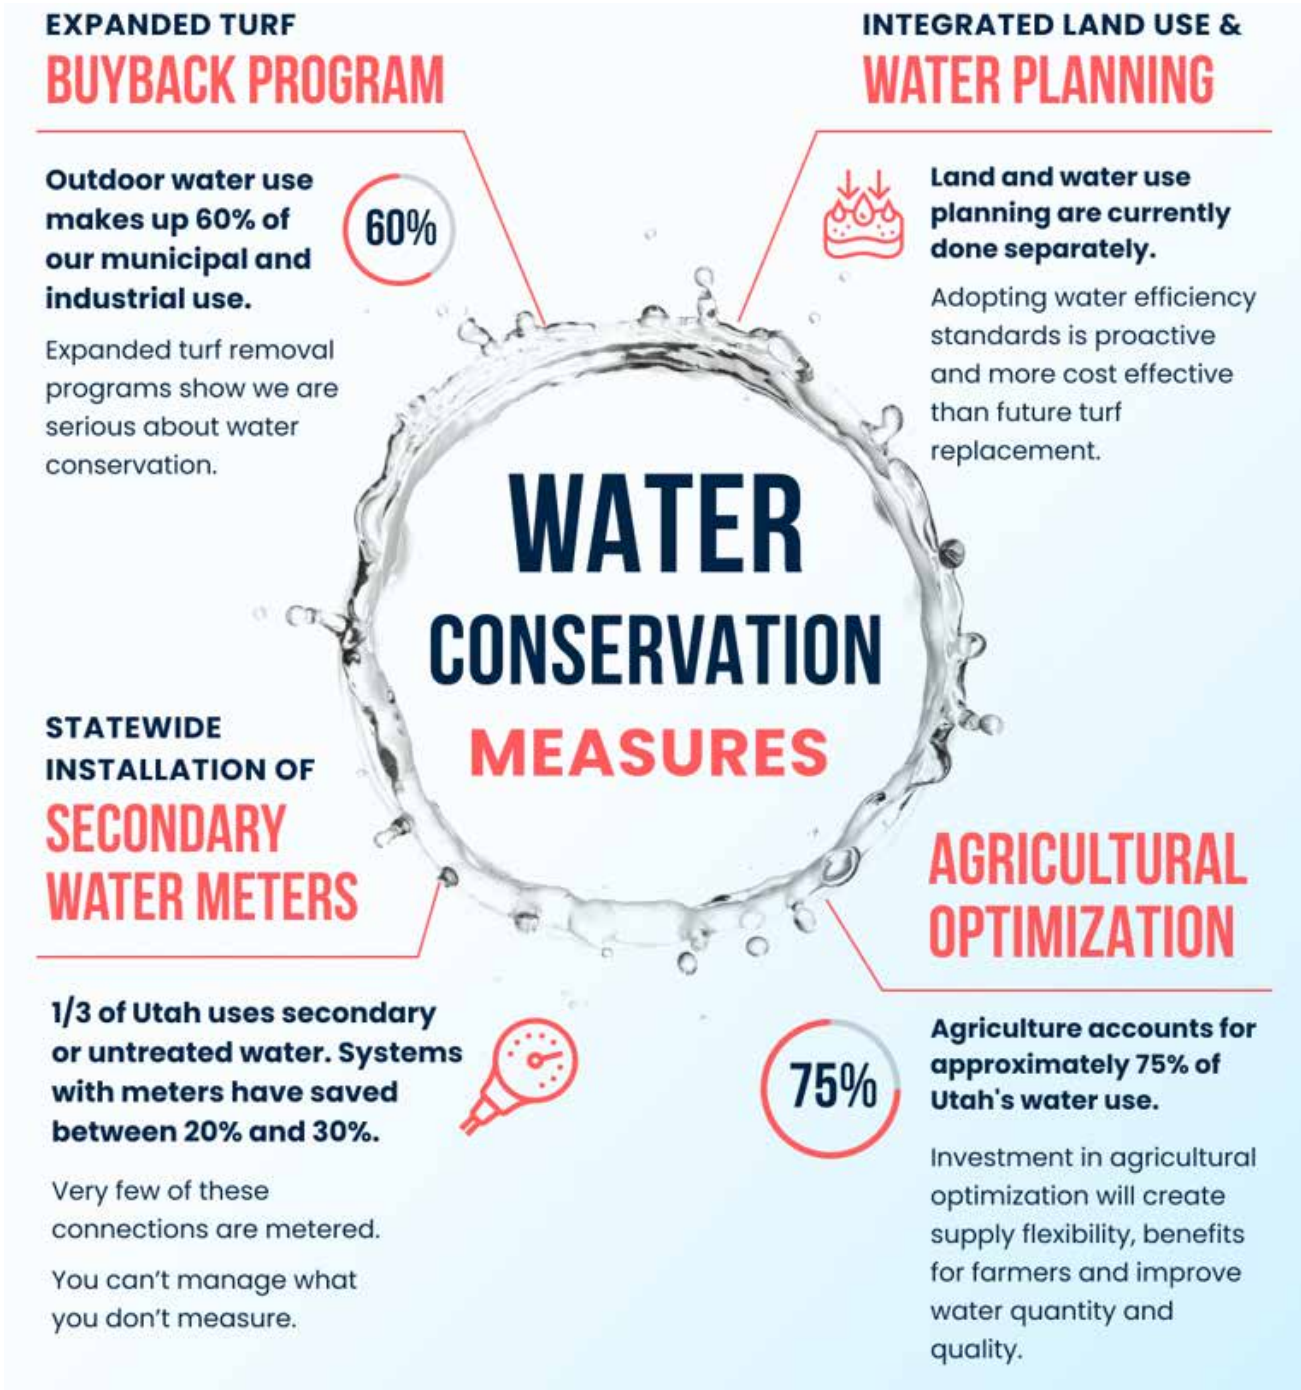 EXPANDED TURF
BUYBACK PROGRAM
Outdoor water use
makes up 60% of
our municipal and
industrial use.
60%
Expanded turf removal
programs show we are
serious about water
conservation.
INTEGRATED LAND USE &
WATER PLANNING
Land and water use
planning are currently
done separately.
Adopting water efficiency
standards is proactive
and more cost effective
than future turf
replacement.
WATER
CONSERVATION
MEASURES
STATEWIDE
INSTALLATION OF
SECONDARY
WATER METERS
1/3 of Utah uses secondary
or untreated water. Systems
with meters have saved
between 20% and 30%.
Very few of these
connections are metered.
You can't manage what
you don't measure.
AGRICULTURAL
OPTIMIZATION
75%
Agriculture accounts for
approximately 75% of
Utah's water use.
Investment in agricultural
optimization will create
supply flexibility, benefits
for farmers and improve
water quantity and
quality.